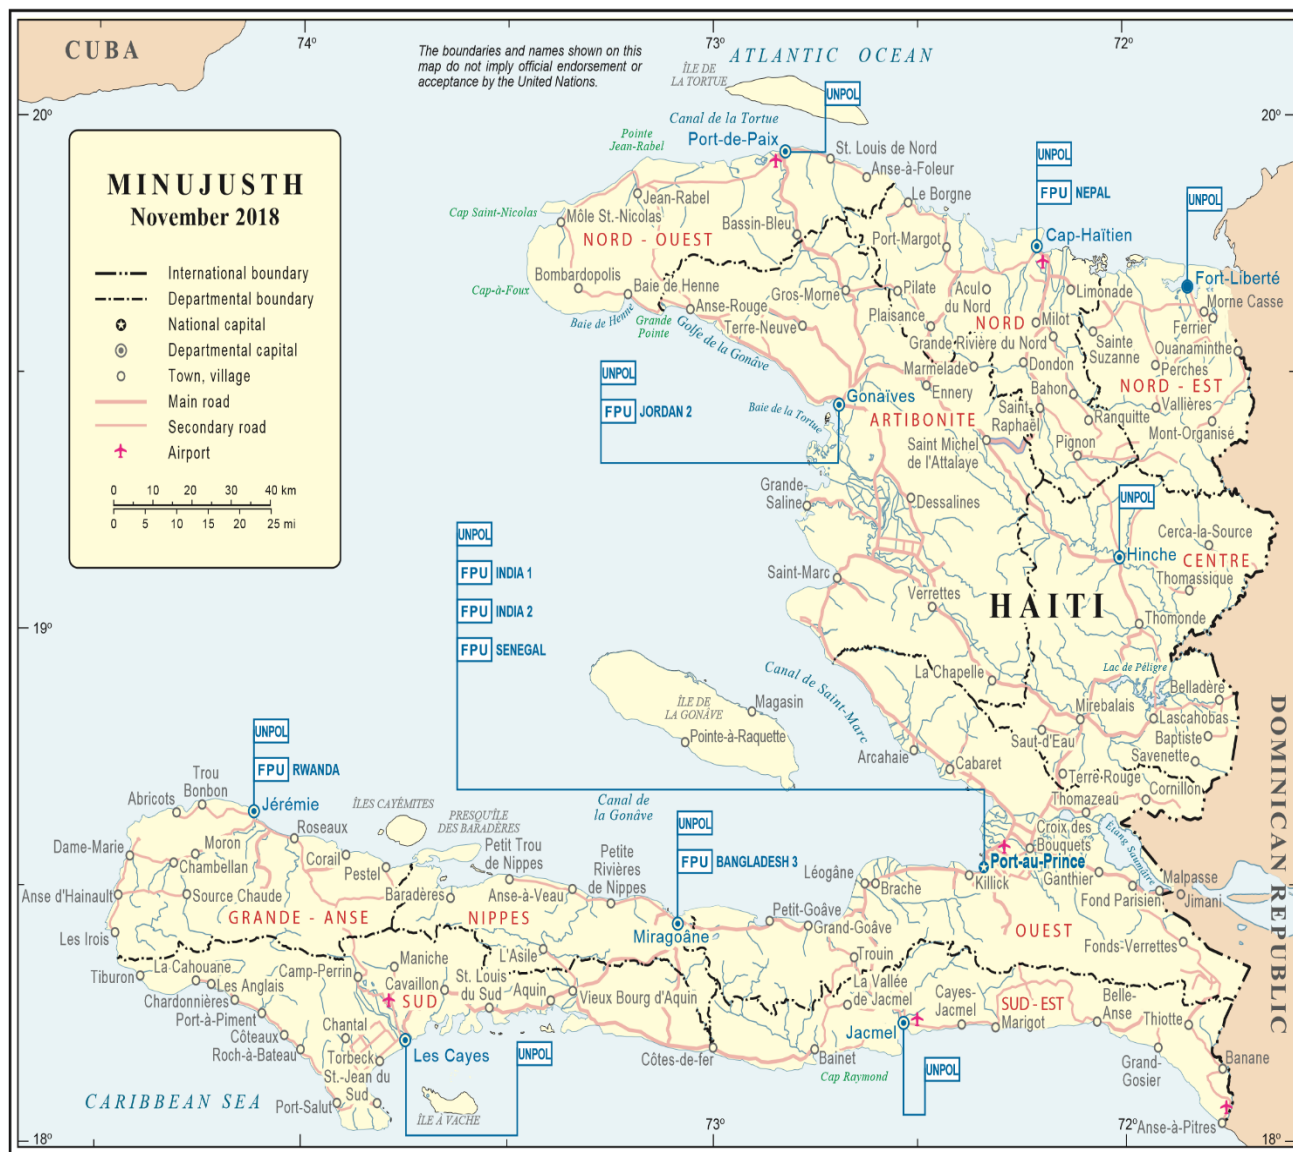 CUBA
74°
73°
72°
The boundaries and names shown on this
map do not imply official endorsement or
acceptance by the United Nations.
ATLANTIC OCEAN
ÎLE DE
LA TORTUE
UNPOL
20°
20°
Canal de la Tortue
Port-de-Paix
Pointe
Jean-Rabel
St. Louis de Nord
Anse-à-Foleur
MINUJUSTH
November 2018
International boundary
Departmental boundary
National capital
Departmental capital
Town, village
Main road
Secondary road
Airport
0 10 20 30 40 km
0 5 10 15 20 25 mi
UNPOL
FPU NEPAL
UNPOL
Jean-Rabel
Le Borgne
Cap Saint-Nicolas
Môle St.-Nicolas
Bassin-Bleu
Port-Margot
Cap-Haïtien
NORD - OUEST
Fort-Liberté
Bombardopolis
Cap-à-Foux
Baie de Henne
Gros-Morne
Pilate
Acul
du Nord
Limonade
Morne Casse
Anse-Rouge
Baie de Henne
Grande
Pointe
Terre-Neuve
Plaisance
NORD
Milot
Ferrier
Golfe de la Gonâve
Grande Rivière du Nord
Sainte
Suzanne
Ouanaminthe
Marmelade
Dondon
Perches
UNPOL
FPU JORDAN 2
Ennery
Bahon
NORD - EST
Baie de la Tortue
Gonaïves
Saint-
Raphaël
Ranquitte
Vallières
ARTIBONITE
Mont-Organisé
Saint Michel
de l'Attalaye
Pignon
Grande-
Saline
Dessalines
UNPOL
Cerca-la-Source
UNPOL
FPU INDIA 1
FPU INDIA 2
FPU SENEGAL
Hinche
CENTRE
Saint-Marc
Thomassique
Verrettes
HAITI
Thomonde
19°
19°
Canal de Saint-Marc
La Chapelle
Lac de Péligre
Belladère
ÎLE DE
LA GONÂVE
Magasin
Pointe-à-Raquette
Mirebalais
Lascahobas
Saut-d'Eau
Baptiste
Savenette
Arcahaie
Cabaret
Terre-Rouge
DOMINICAN REPUBLIC
UNPOL
FPU RWANDA
Trou
Bonbon
Abricots
Jérémie
ÎLES CAYÉMITES
Canal de
la Gonâve
Thomazeau
Cornillon
Roseaux
PRESQU'ÎLE
DES BARADÈRES
UNPOL
FPU BANGLADESH 3
Croix des
Bouquets
Étang Saumâtre
Dame-Marie
Moron
Chambellan
Corail
Pestel
Petit Trou
de Nippes
Petite
Rivières
de Nippes
Port-au-Prince
Léogâne
Brache
Killick
Ganthier
Malpasse
Anse d'Hainault
Source Chaude
Baradères
Anse-à-Veau
Fond Parisien
Jimani
GRANDE - ANSE
NIPPES
Petit-Goâve
Grand-Goâve
OUEST
Les Irois
Miragoâne
Fonds-Verrettes
L'Asile
Trouin
Tiburon
La Cahouane
Les Anglais
Camp-Perrin
Maniche
Cavaillon
St. Louis
du Sud
Aquin
Vieux Bourg d'Aquin
La Vallée
de Jacmel
Cayes-
Jacmel
SUD-EST
Belle-
Anse
Chardonnières
SUD
Port-à-Piment
Jacmel
Marigot
Thiotte
Côteaux
Chantal
Les Cayes
UNPOL
Roch-à-Bateau
Torbeck
Côtes-de-fer
Bainet
Grand-
Gosier
Banane
St.-Jean du
Sud
Cap Raymond
UNPOL
CARIBBEAN SEA
Port-Salut
ÎLE À VACHE
Anse-à-Pitres
18°
73°
72°
18°